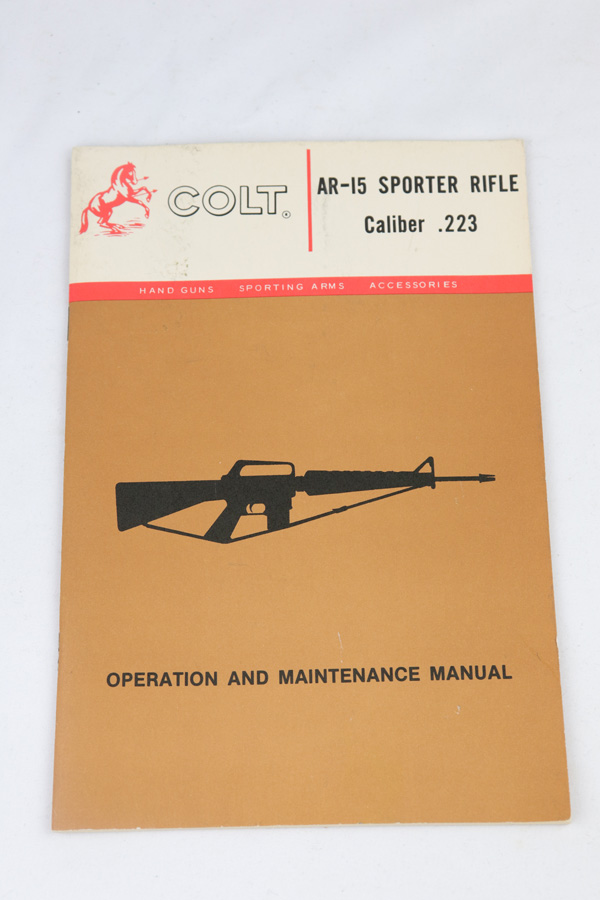 COLT®
AR-15 SPORTER RIFLE
Caliber .223
HAND GUNS SPORTING ARMS ACCESSORIES
OPERATION AND MAINTENANCE MANUAL